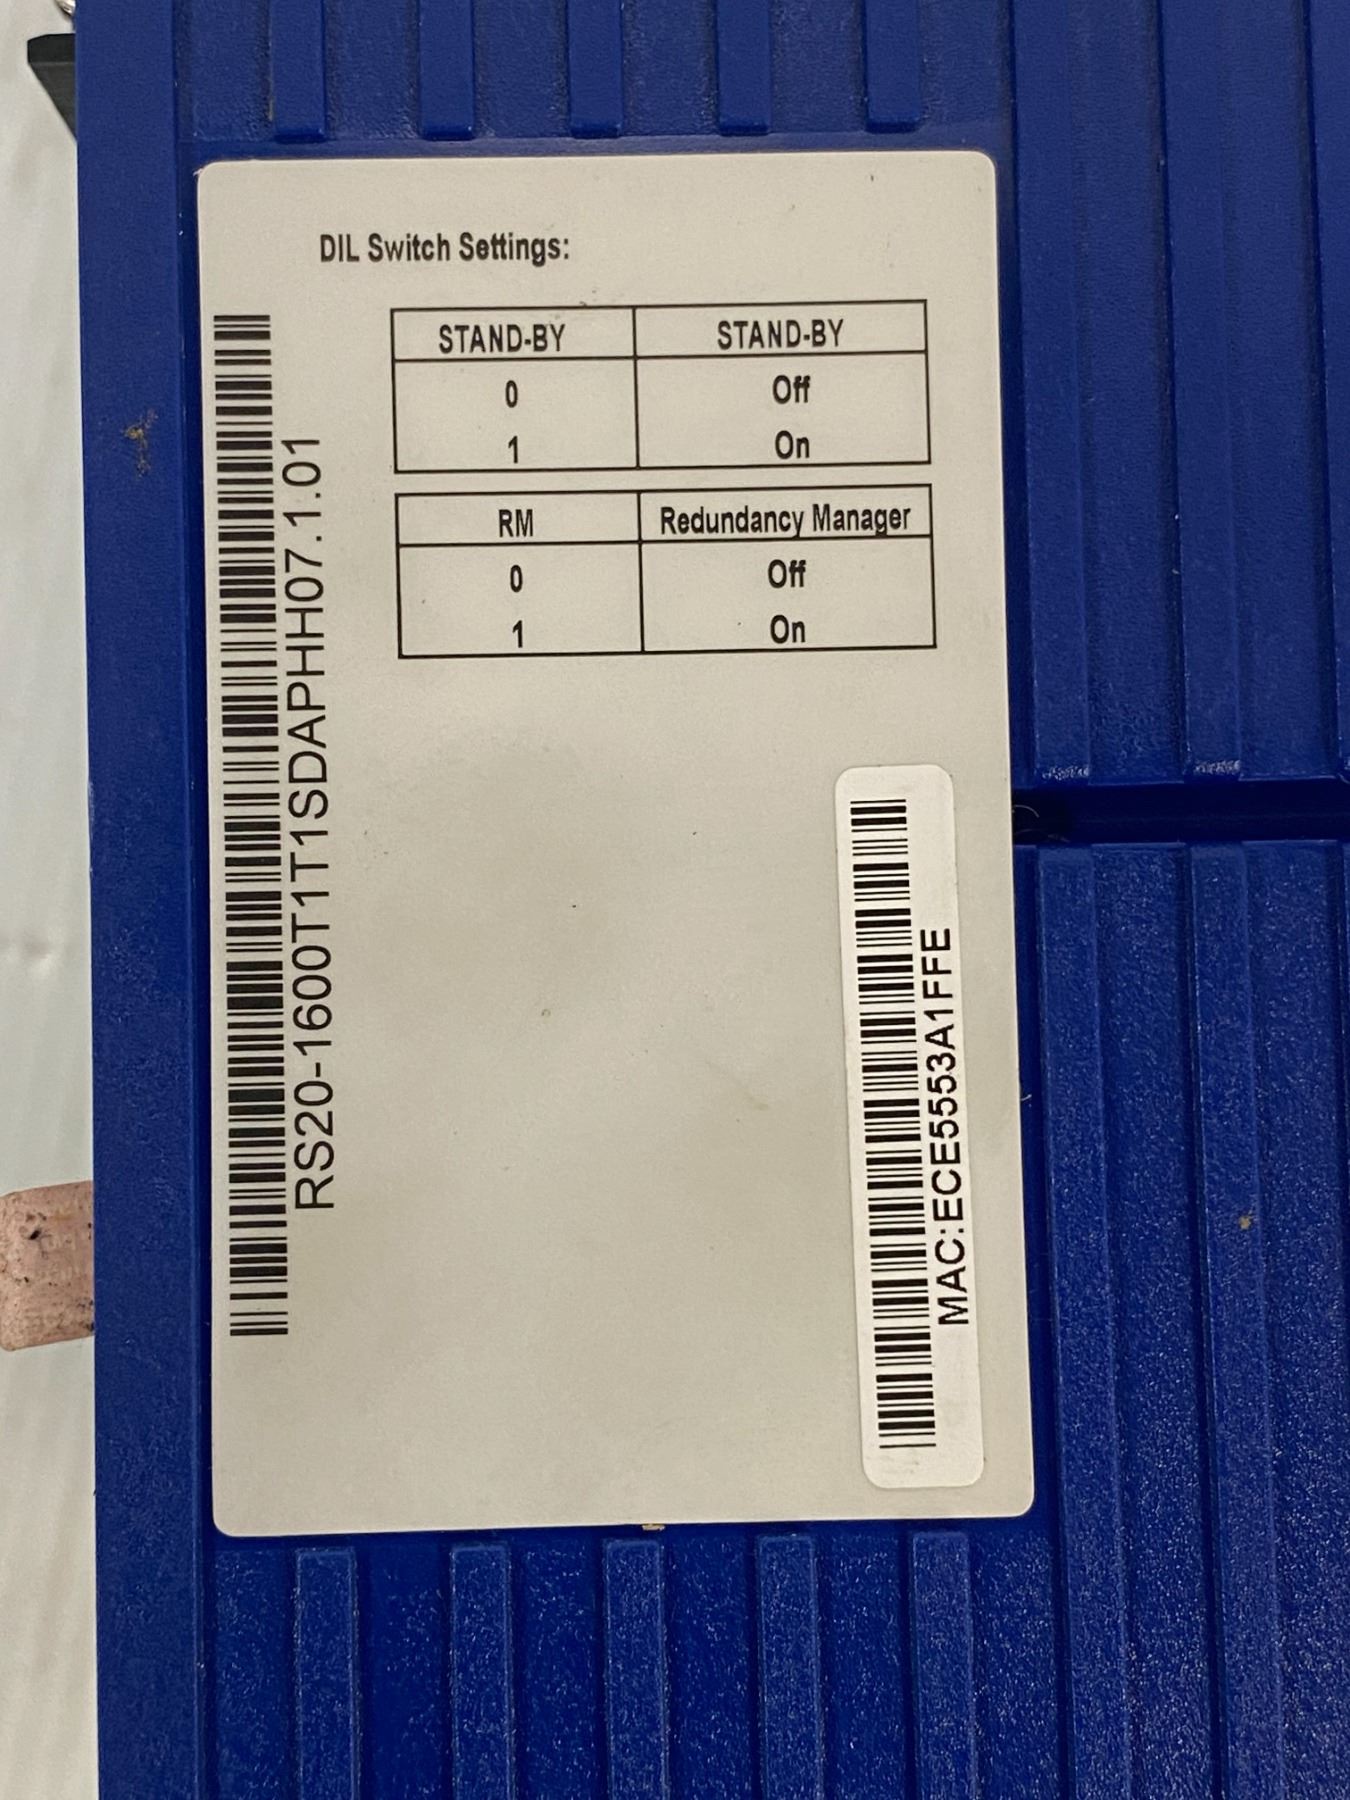 DIL Switch Settings:
STAND-BY STAND-BY
0 Off
1 On
RM Redundancy Manager
0 Off
1 On
RS20-1600T1T1SDAPHH07.1.01
MAC:ECE5553A1FFE